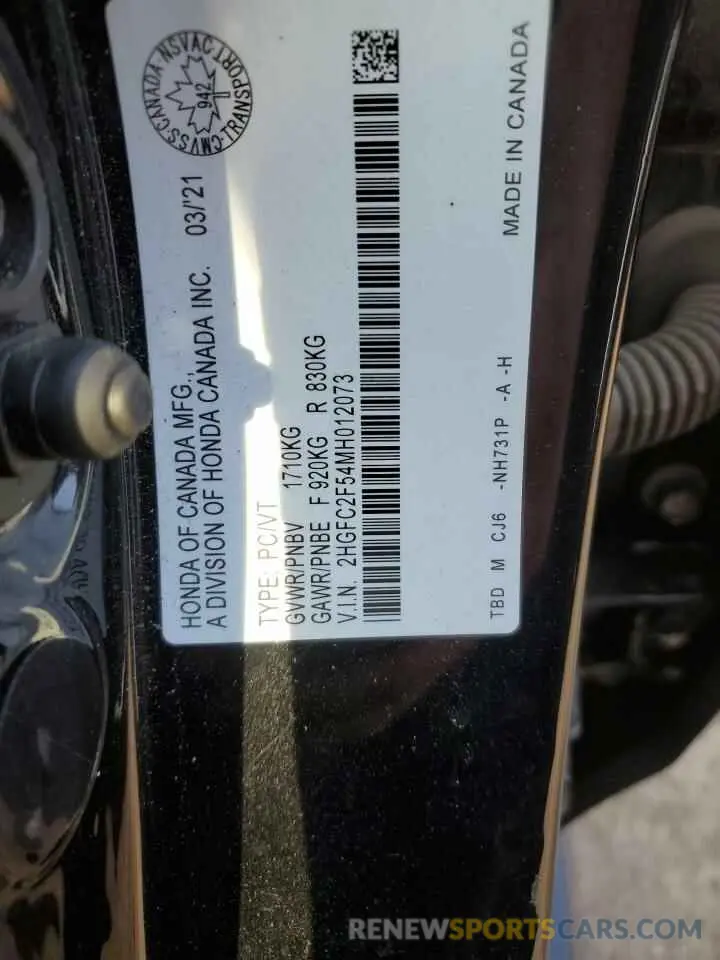 CMVSS·CANADA·NSVAC·TRANSPORT
942
03/'21
HONDA OF CANADA MFG.,
A DIVISION OF HONDA CANADA INC.
TYPE: PC/VT
GVWR/PNBV 1710KG
GAWR/PNBE F 920KG R 830KG
V.I.N. 2HGFC2F54MH012073
TBD M CJ6 -NH731P -A -H
MADE IN CANADA
RENEWSPORTSCARS.COM